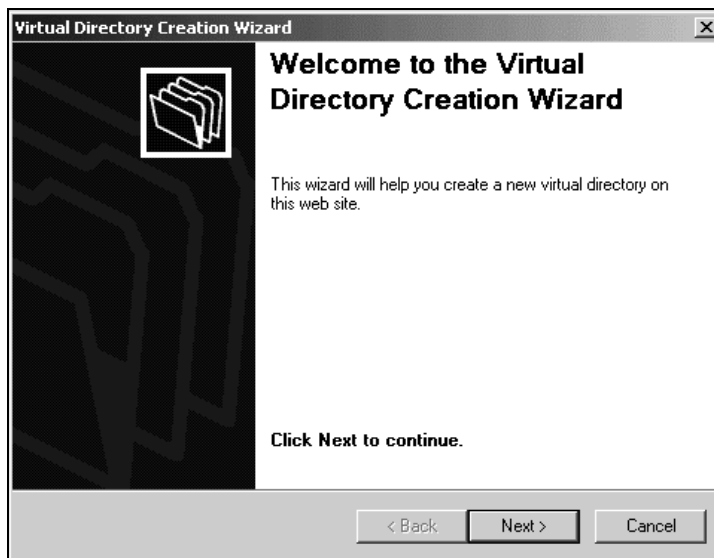 Virtual Directory Creation Wizard
Welcome to the Virtual
Directory Creation Wizard
This wizard will help you create a new virtual directory on
this web site.
Click Next to continue.
< Back
Next >
Cancel